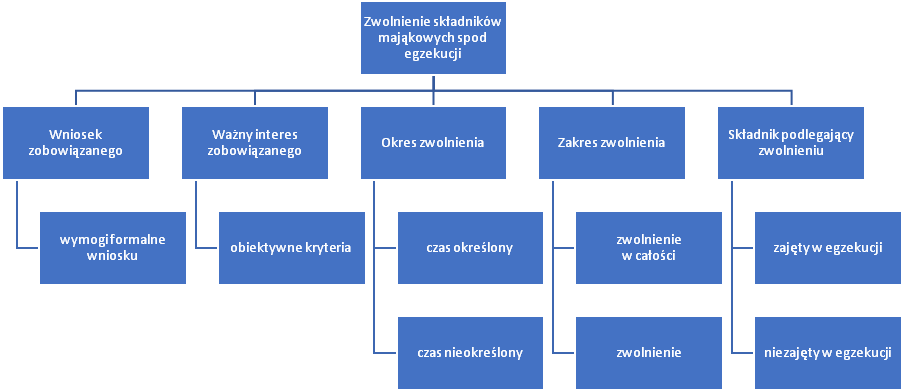 Zwolnienie składników
mająkowych spod
egzekucji
Wniosek
zobowiązanego
Ważny interes
zobowiązanego
Okres zwolnienia
Zakres zwolnienia
Składnik podlegający
zwolnieniu
wymogi formalne
wniosku
obiektywne kryteria
czas określony
zwolnienie
w całości
zajęty w egzekucji
czas nieokreślony
zwolnienie
niezajęty w egzekucji